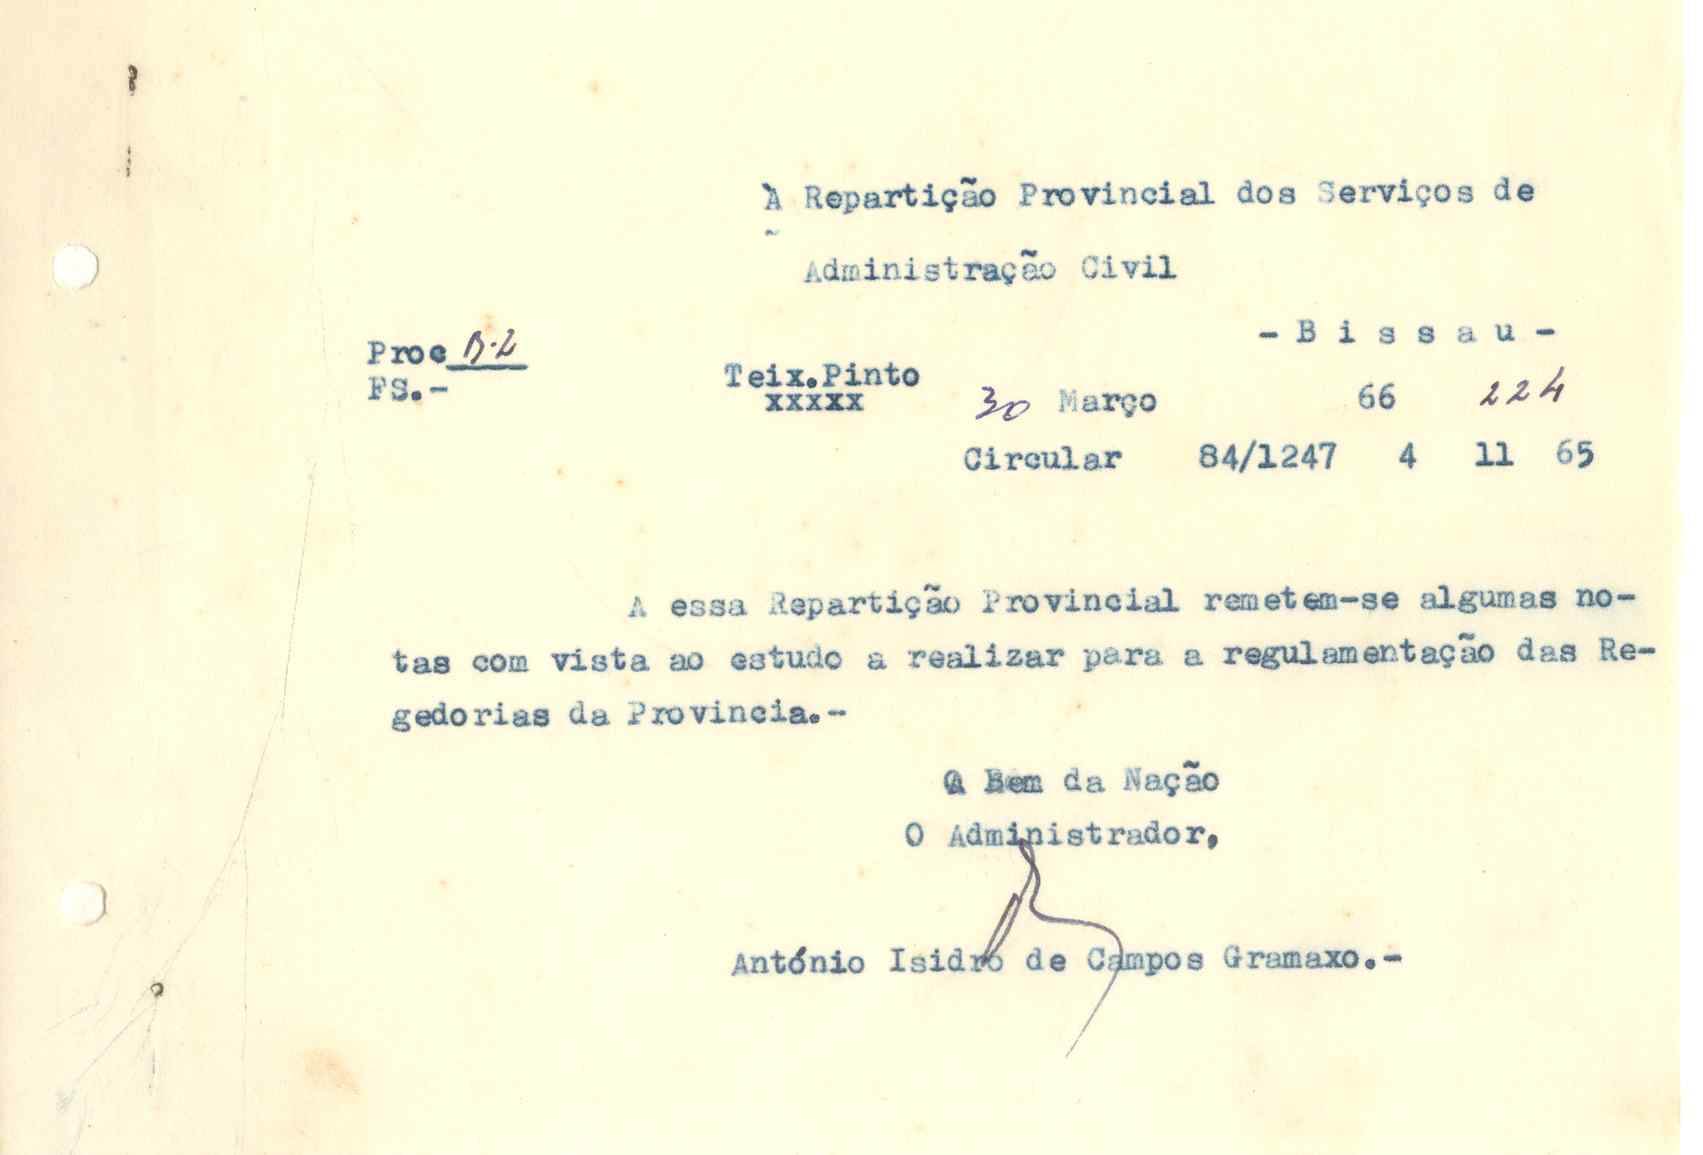 À Repartição Provincial dos Serviços de
Administração Civil
- B i s s a u -
Proc B-2
FS.-
Teix.Pinto
xxxxx
30 Março 66 224
Circular 84/1247 4 11 65
A essa Repartição Provincial remetem-se algumas no-
tas com vista ao estudo a realizar para a regulamentação das Re-
gedorias da Provincia.-
A Bem da Nação
O Administrador,
António Isidro de Campos Gramaxo.-